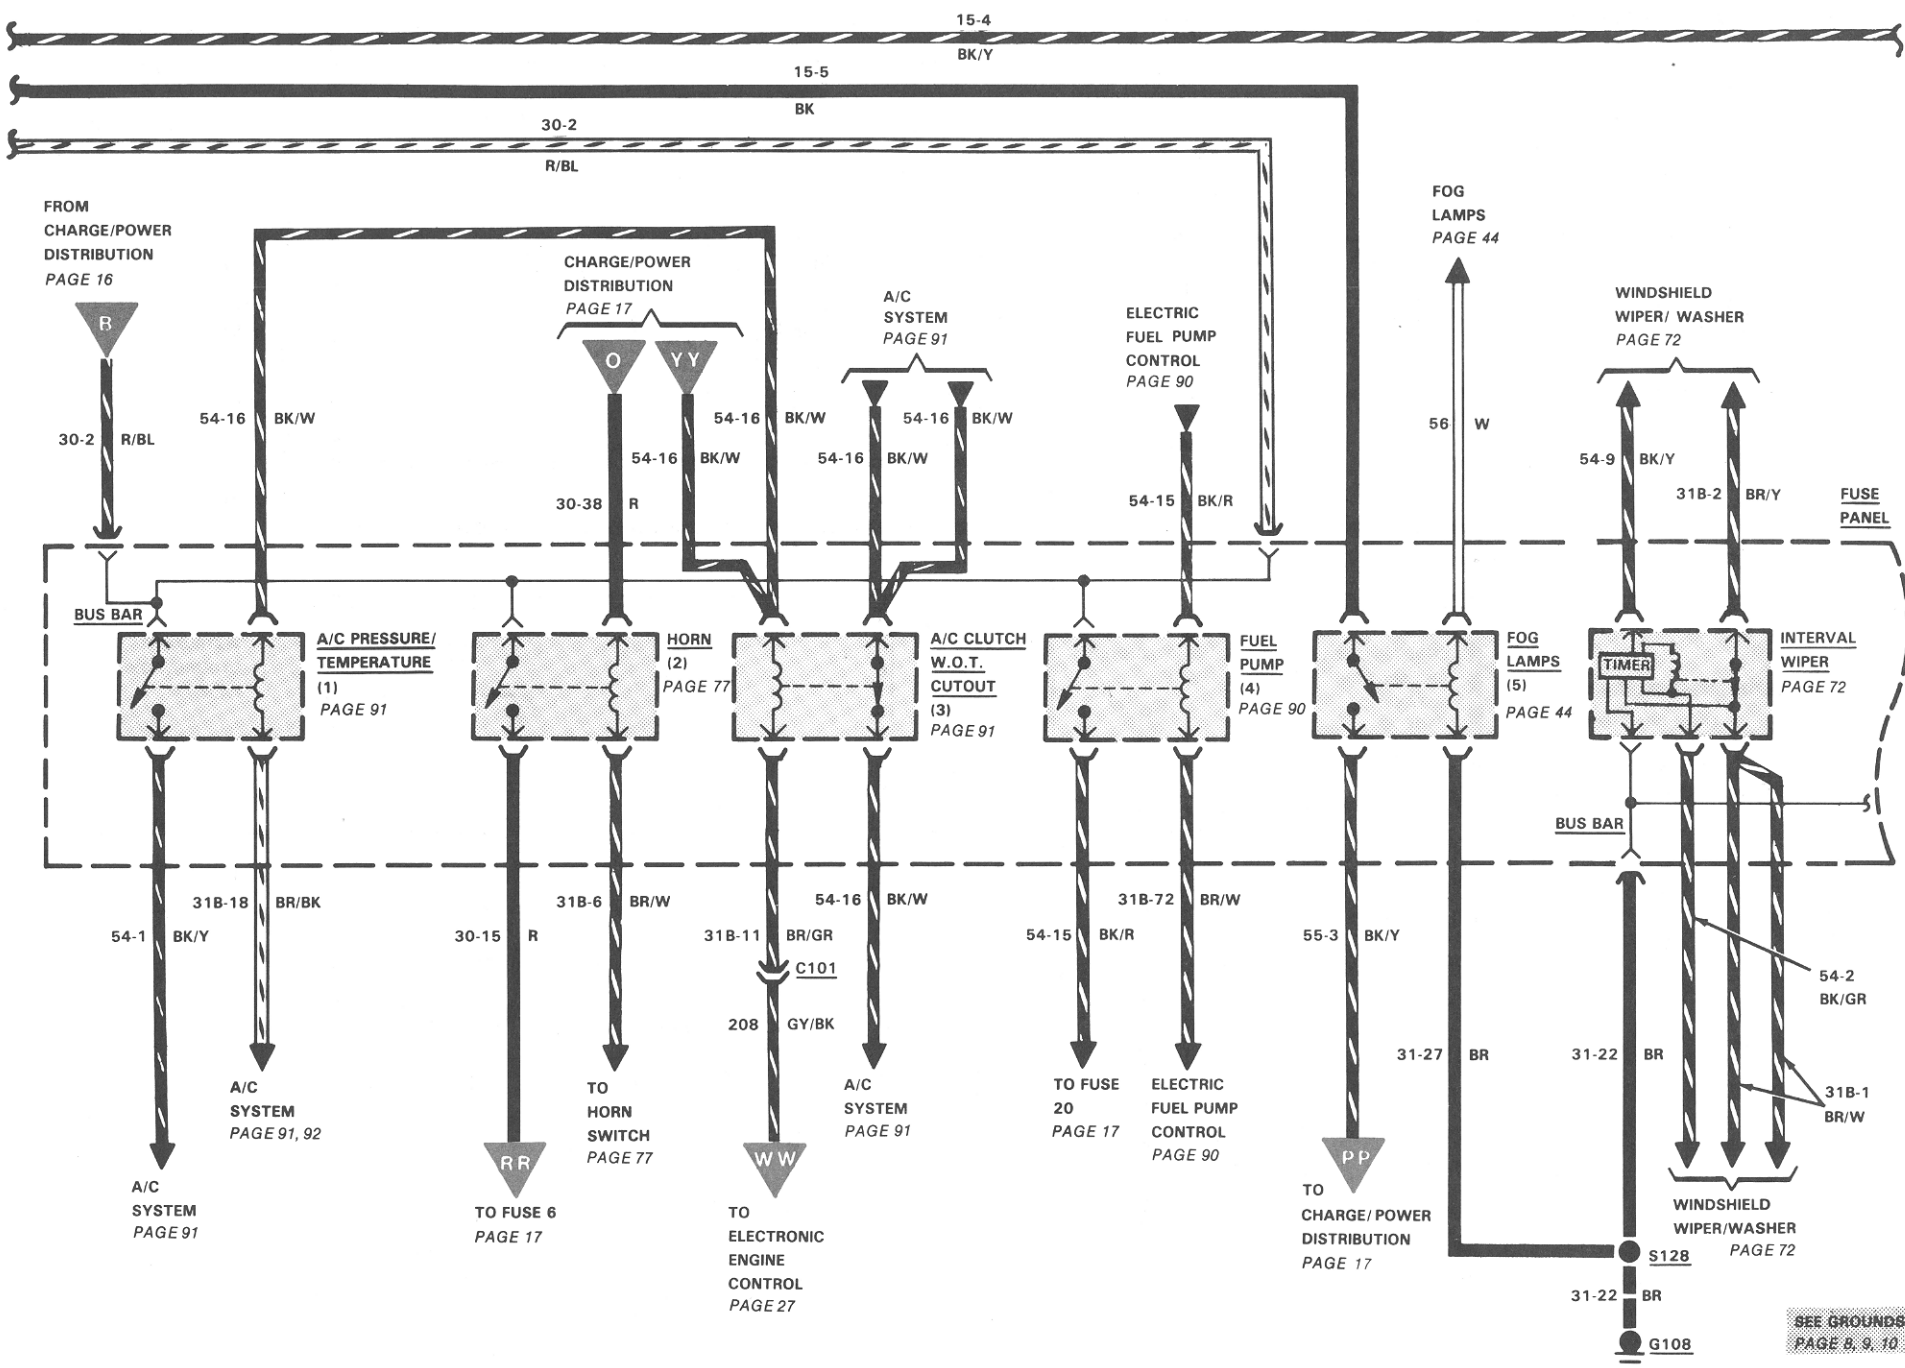 15-4
BK/Y
15-5
BK
30-2
R/BL
FROM
CHARGE/POWER
DISTRIBUTION
PAGE 16
B
30-2 R/BL
54-16 BK/W
CHARGE/POWER
DISTRIBUTION
PAGE 17
O
YY
30-38 R
54-16 BK/W
54-16 BK/W
A/C
SYSTEM
PAGE 91
54-16 BK/W
54-16 BK/W
ELECTRIC
FUEL PUMP
CONTROL
PAGE 90
54-15 BK/R
FOG
LAMPS
PAGE 44
56 W
WINDSHIELD
WIPER/ WASHER
PAGE 72
54-9 BK/Y
31B-2 BR/Y
FUSE
PANEL
BUS BAR
A/C PRESSURE/
TEMPERATURE
(1)
PAGE 91
HORN
(2)
PAGE 77
A/C CLUTCH
W.O.T.
CUTOUT
(3)
PAGE 91
FUEL
PUMP
(4)
PAGE 90
FOG
LAMPS
(5)
PAGE 44
TIMER
INTERVAL
WIPER
PAGE 72
BUS BAR
54-1 BK/Y
31B-18 BR/BK
30-15 R
31B-6 BR/W
31B-11 BR/GR
C101
208 GY/BK
54-16 BK/W
54-15 BK/R
31B-72 BR/W
55-3 BK/Y
31-27 BR
31-22 BR
54-2
BK/GR
31B-1
BR/W
A/C
SYSTEM
PAGE 91
A/C
SYSTEM
PAGE 91, 92
RR
TO FUSE 6
PAGE 17
TO
HORN
SWITCH
PAGE 77
WW
TO
ELECTRONIC
ENGINE
CONTROL
PAGE 27
A/C
SYSTEM
PAGE 91
TO FUSE
20
PAGE 17
ELECTRIC
FUEL PUMP
CONTROL
PAGE 90
PP
TO
CHARGE/ POWER
DISTRIBUTION
PAGE 17
WINDSHIELD
WIPER/WASHER
PAGE 72
S128
31-22 BR
G108
SEE GROUNDS
PAGE 8, 9, 10